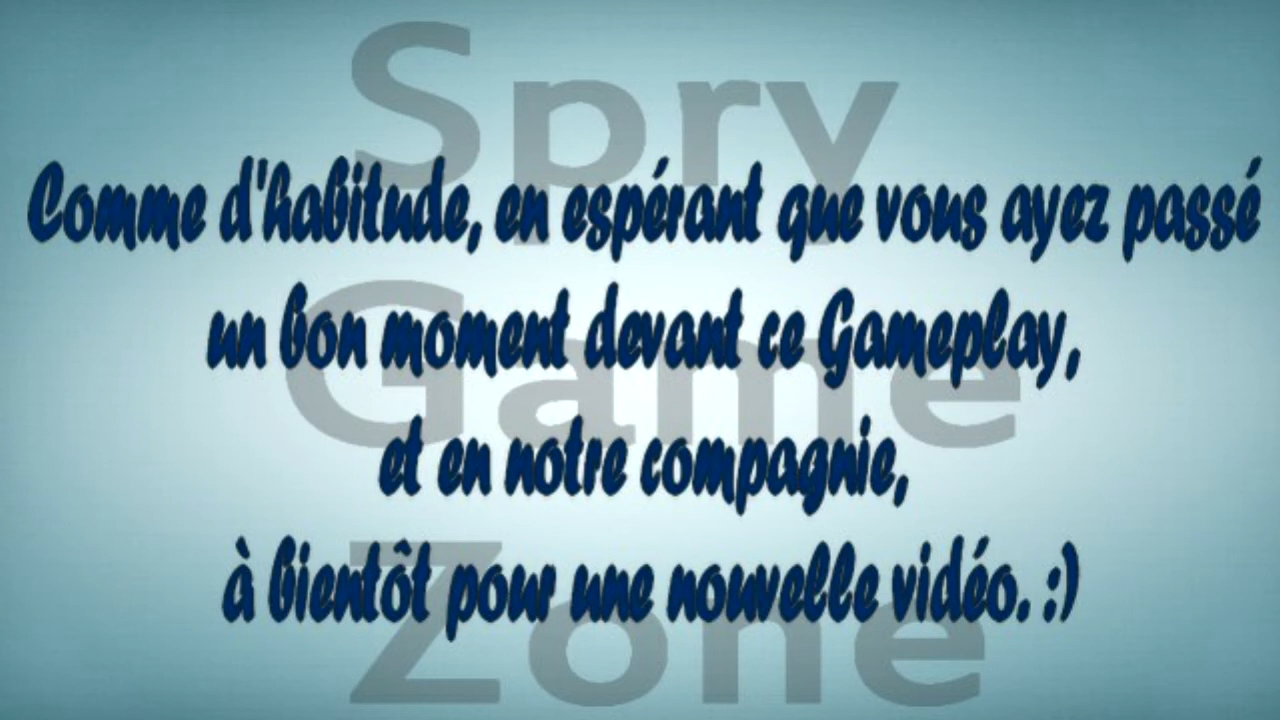 Spry
Comme d'habitude, en espérant que vous ayez passé
un bon moment devant ce Gameplay,
Game
et en notre compagnie,
à bientôt pour une nouvelle vidéo. :)
Zone